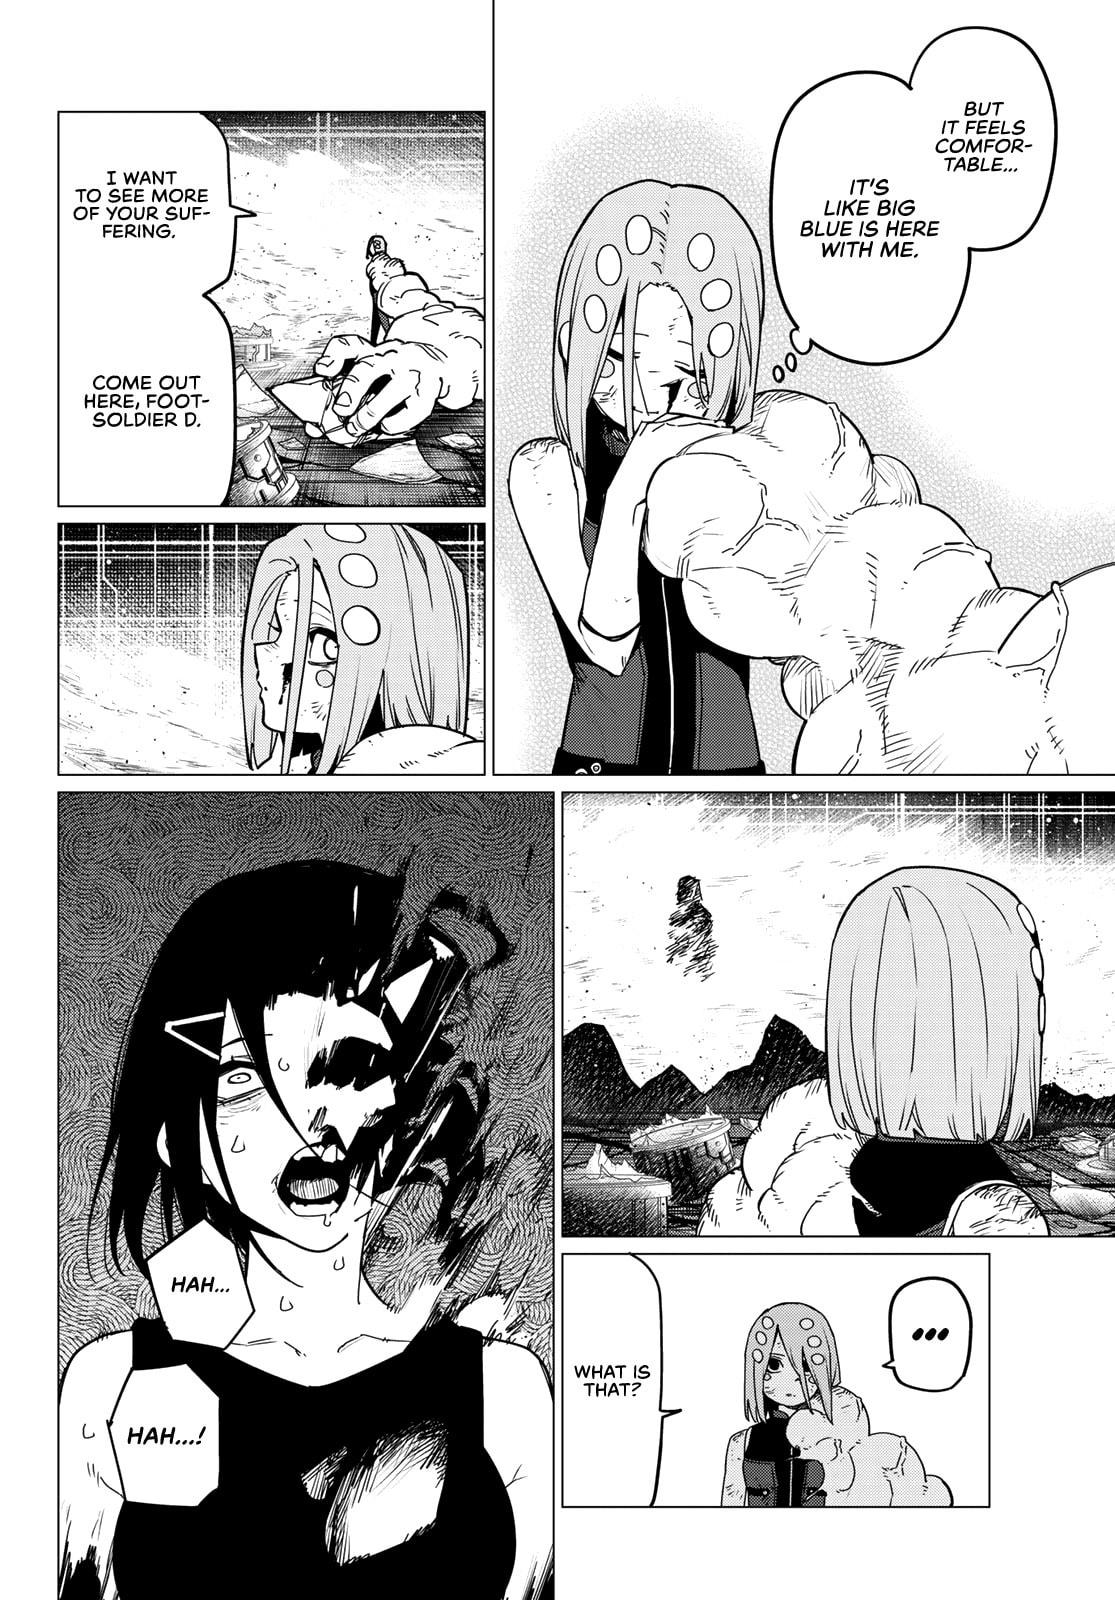 BUT
IT FEELS
COMFOR-
TABLE...
IT'S
LIKE BIG
BLUE IS HERE
WITH ME.
I WANT
TO SEE MORE
OF YOUR SUF-
FERING.
COME OUT
HERE, FOOT-
SOLDIER D.
...
WHAT IS
THAT?
HAH...
HAH...!